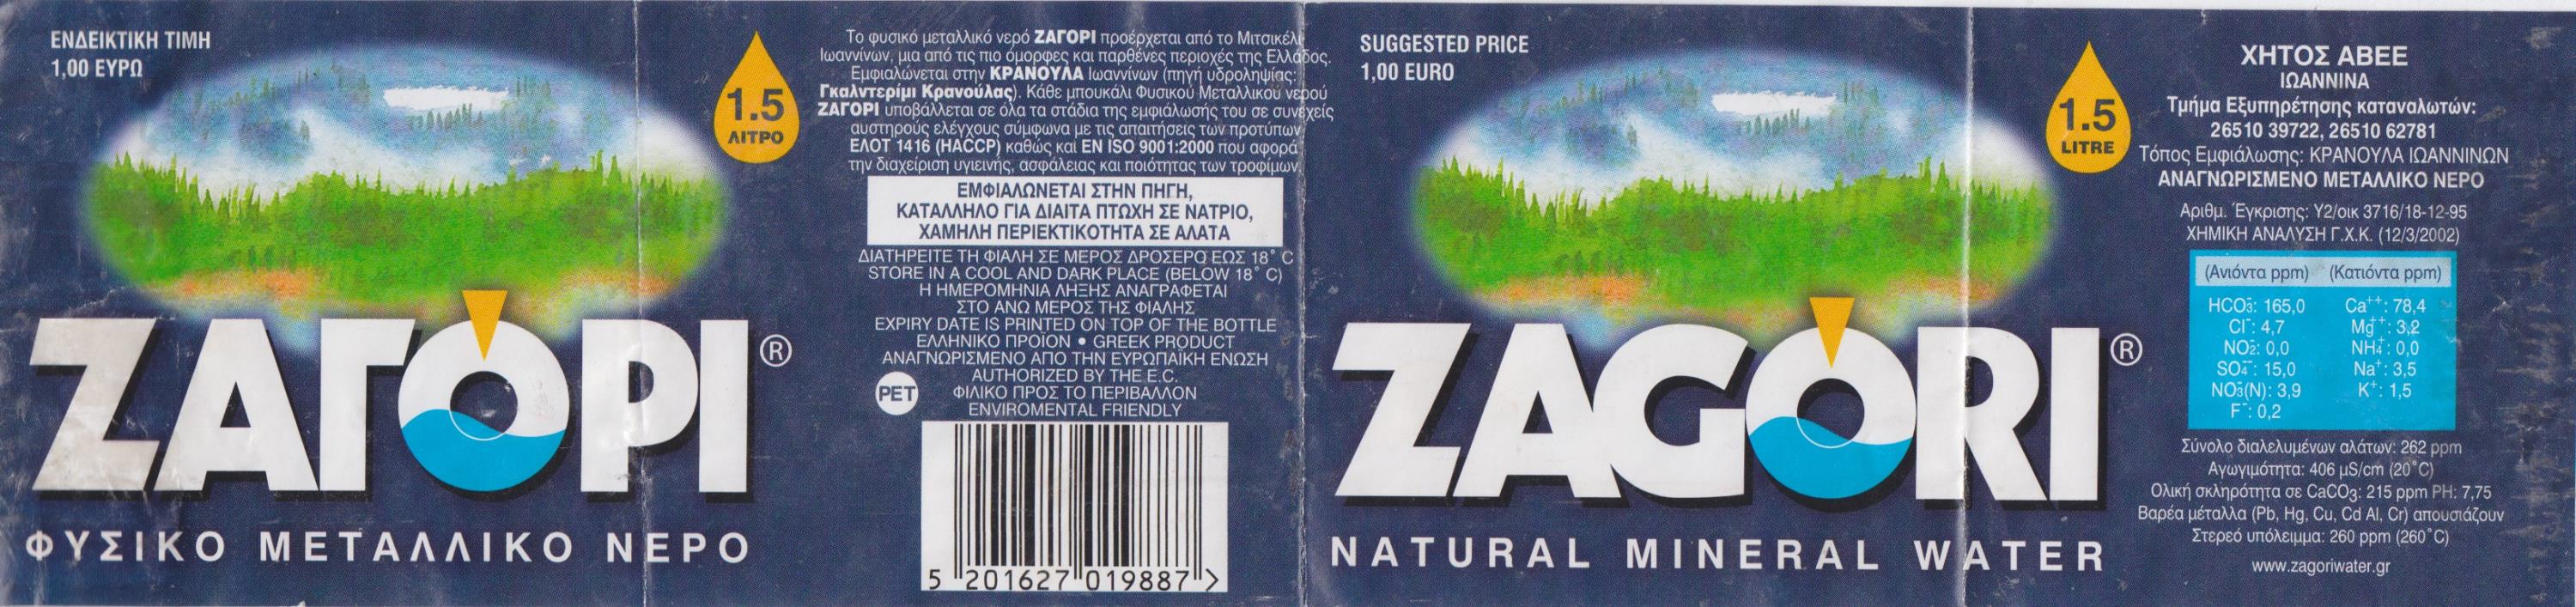 ΕΝΔΕΙΚΤΙΚΗ ΤΙΜΗ
1,00 ΕΥΡΩ
1.5
ΛΙΤΡΟ
ΖΑΓΟΡΙ®
ΦΥΣΙΚΟ ΜΕΤΑΛΛΙΚΟ ΝΕΡΟ
Το φυσικό μεταλλικό νερό ΖΑΓΟΡΙ προέρχεται από το Μιτσικέλι
Ιωαννίνων, μια από τις πιο όμορφες και παρθένες περιοχές της Ελλάδος.
Εμφιαλώνεται στην ΚΡΑΝΟΥΛΑ Ιωαννίνων (πηγή υδροληψίας:
Γκαλντερίμι Κρανούλας). Κάθε μπουκάλι Φυσικού Μεταλλικού νερού
ΖΑΓΟΡΙ υποβάλλεται σε όλα τα στάδια της εμφιάλωσής του σε συνεχείς
αυστηρούς ελέγχους σύμφωνα με τις απαιτήσεις των προτύπων
ΕΛΟΤ 1416 (HACCP) καθώς και EN ISO 9001:2000 που αφορά
την διαχείριση υγιεινής, ασφάλειας και ποιότητας των τροφίμων.
ΕΜΦΙΑΛΩΝΕΤΑΙ ΣΤΗΝ ΠΗΓΗ,
ΚΑΤΑΛΛΗΛΟ ΓΙΑ ΔΙΑΙΤΑ ΠΤΩΧΗ ΣΕ ΝΑΤΡΙΟ,
ΧΑΜΗΛΗ ΠΕΡΙΕΚΤΙΚΟΤΗΤΑ ΣΕ ΑΛΑΤΑ
ΔΙΑΤΗΡΕΙΤΕ ΤΗ ΦΙΑΛΗ ΣΕ ΜΕΡΟΣ ΔΡΟΣΕΡΟ ΕΩΣ 18° C
STORE IN A COOL AND DARK PLACE (BELOW 18° C)
Η ΗΜΕΡΟΜΗΝΙΑ ΛΗΞΗΣ ΑΝΑΓΡΑΦΕΤΑΙ
ΣΤΟ ΑΝΩ ΜΕΡΟΣ ΤΗΣ ΦΙΑΛΗΣ
EXPIRY DATE IS PRINTED ON TOP OF THE BOTTLE
ΕΛΛΗΝΙΚΟ ΠΡΟΪΟΝ • GREEK PRODUCT
ΑΝΑΓΝΩΡΙΣΜΕΝΟ ΑΠΟ ΤΗΝ ΕΥΡΩΠΑΪΚΗ ΕΝΩΣΗ
AUTHORIZED BY THE E.C.
PET
ΦΙΛΙΚΟ ΠΡΟΣ ΤΟ ΠΕΡΙΒΑΛΛΟΝ
ENVIROMENTAL FRIENDLY
5 201627 019887 >
SUGGESTED PRICE
1,00 EURO
1.5
LITRE
ZAGORI®
NATURAL MINERAL WATER
ΧΗΤΟΣ ΑΒΕΕ
ΙΩΑΝΝΙΝΑ
Τμήμα Εξυπηρέτησης καταναλωτών:
26510 39722, 26510 62781
Τόπος Εμφιάλωσης: ΚΡΑΝΟΥΛΑ ΙΩΑΝΝΙΝΩΝ
ΑΝΑΓΝΩΡΙΣΜΕΝΟ ΜΕΤΑΛΛΙΚΟ ΝΕΡΟ
Αριθμ. Έγκρισης: Υ2/οικ 3716/18-12-95
ΧΗΜΙΚΗ ΑΝΑΛΥΣΗ Γ.Χ.Κ. (12/3/2002)
(Ανιόντα ppm) (Κατιόντα ppm)
HCO₃⁻: 165,0 Ca⁺⁺: 78,4
Cl⁻: 4,7 Mg⁺⁺: 3,2
NO₂⁻: 0,0 NH₄⁺: 0,0
SO₄⁻⁻: 15,0 Na⁺: 3,5
NO₃⁻(N): 3,9 K⁺: 1,5
F⁻: 0,2
Σύνολο διαλελυμένων αλάτων: 262 ppm
Αγωγιμότητα: 406 μS/cm (20°C)
Ολική σκληρότητα σε CaCO₃: 215 ppm PH: 7,75
Βαρέα μέταλλα (Pb, Hg, Cu, Cd Al, Cr) απουσιάζουν
Στερεό υπόλειμμα: 260 ppm (260°C)
www.zagoriwater.gr